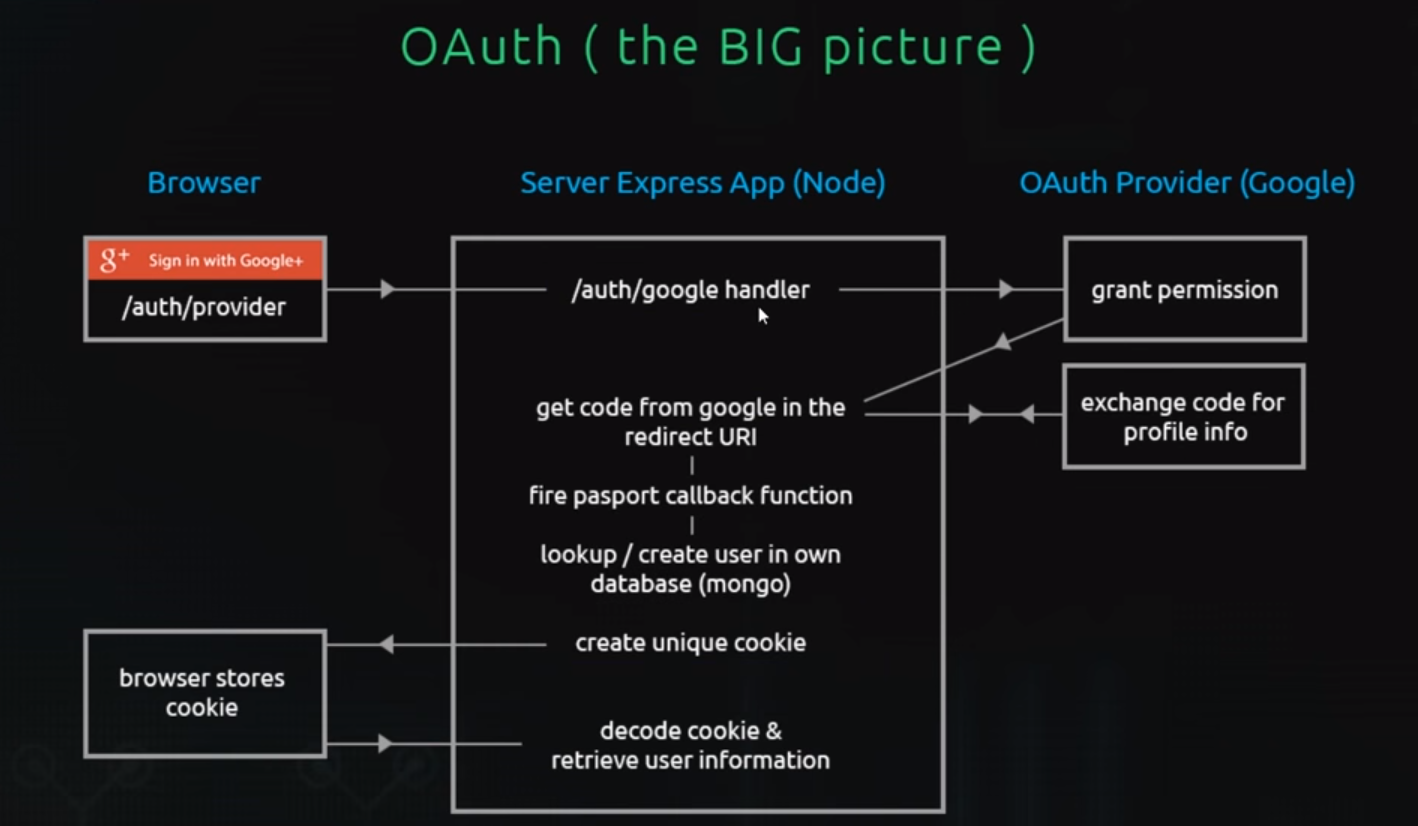 OAuth ( the BIG picture )
Browser
Server Express App (Node)
OAuth Provider (Google)
g+ Sign in with Google+
/auth/provider
/auth/google handler
grant permission
get code from google in the
redirect URI
exchange code for
profile info
fire pasport callback function
lookup / create user in own
database (mongo)
create unique cookie
browser stores
cookie
decode cookie &
retrieve user information